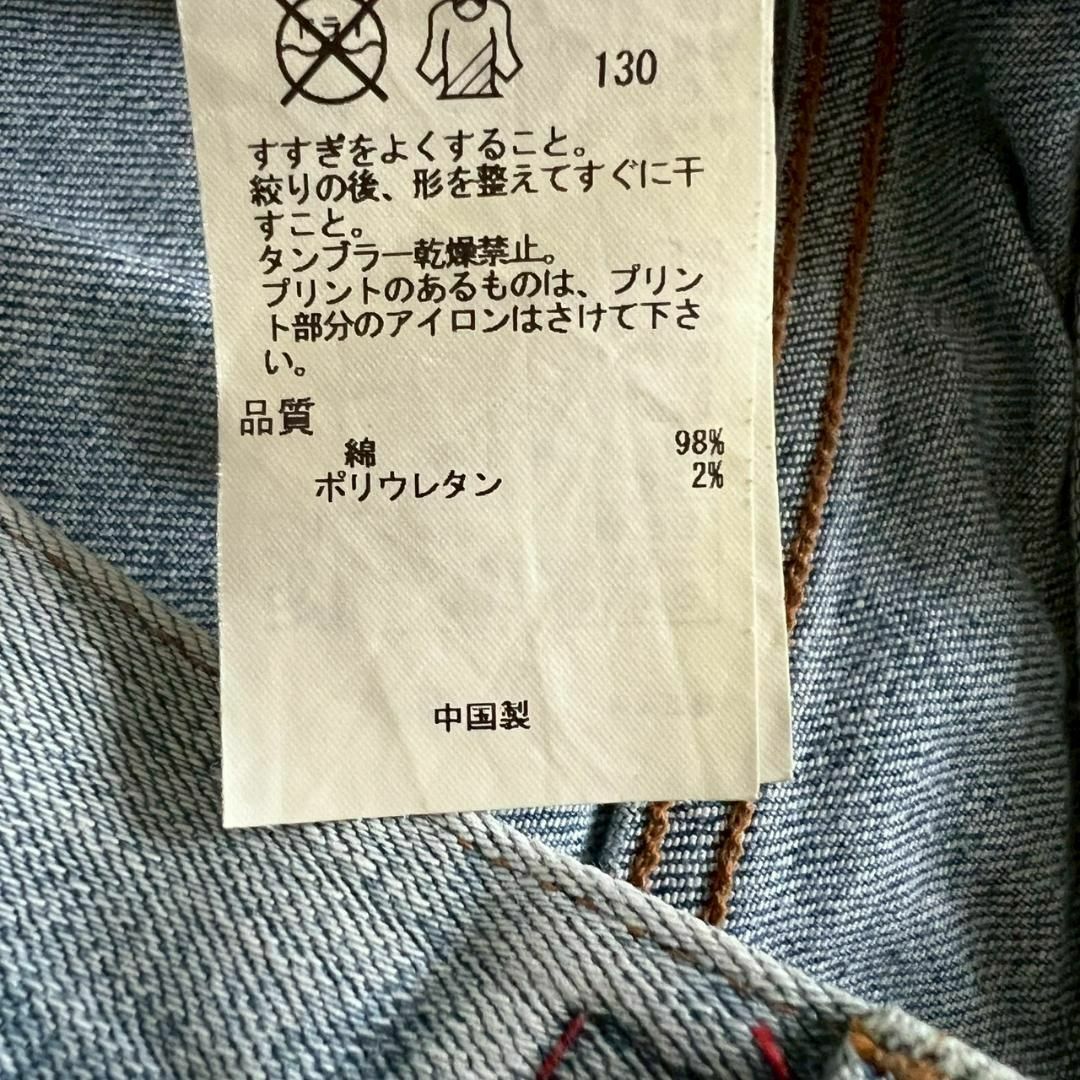 ドライ
130
すすぎをよくすること。
絞りの後、形を整えてすぐに干
すこと。
タンブラー乾燥禁止。
プリントのあるものは、プリン
ト部分のアイロンはさけて下さ
い。
品質
綿 98%
ポリウレタン 2%
中国製